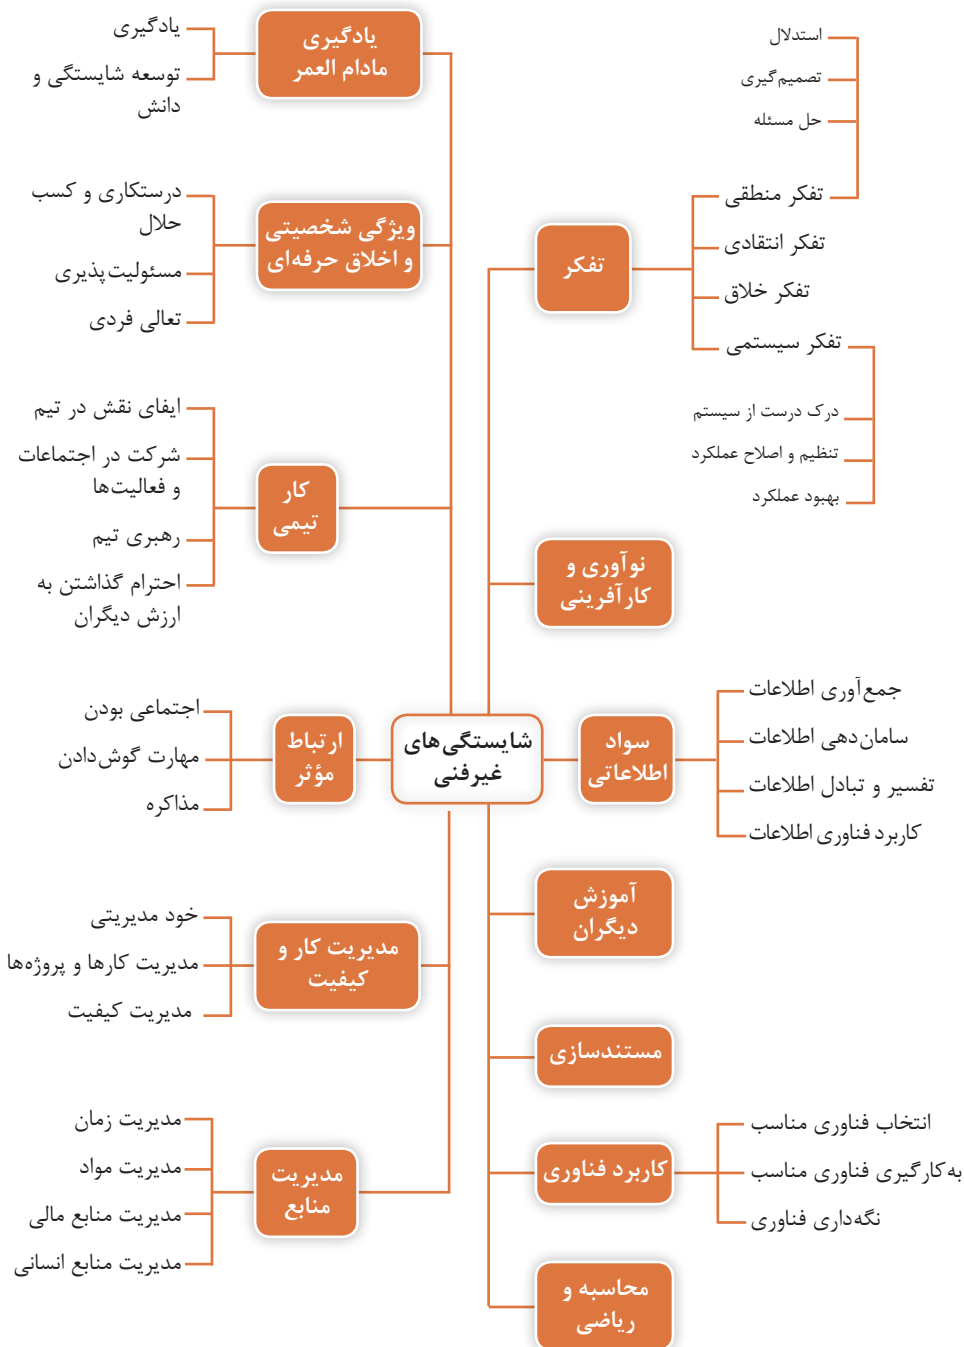 استدلال
تصمیم‌گیری
حل مسئله
تفکر منطقی
تفکر انتقادی
تفکر خلاق
تفکر سیستمی
درک درست از سیستم
تنظیم و اصلاح عملکرد
بهبود عملکرد
تفکر
نوآوری و
کارآفرینی
جمع‌آوری اطلاعات
سامان‌دهی اطلاعات
تفسیر و تبادل اطلاعات
کاربرد فناوری اطلاعات
سواد
اطلاعاتی
آموزش
دیگران
مستندسازی
انتخاب فناوری مناسب
به‌کارگیری فناوری مناسب
نگه‌داری فناوری
کاربرد فناوری
محاسبه و
ریاضی
شایستگی‌های
غیرفنی
یادگیری
مادام العمر
یادگیری
توسعه شایستگی و
دانش
ویژگی شخصیتی
و اخلاق حرفه‌ای
درستکاری و کسب
حلال
مسئولیت‌پذیری
تعالی فردی
کار
تیمی
ایفای نقش در تیم
شرکت در اجتماعات
و فعالیت‌ها
رهبری تیم
احترام گذاشتن به
ارزش دیگران
ارتباط
مؤثر
اجتماعی بودن
مهارت گوش‌دادن
مذاکره
مدیریت کار و
کیفیت
خود مدیریتی
مدیریت کارها و پروژه‌ها
مدیریت کیفیت
مدیریت
منابع
مدیریت زمان
مدیریت مواد
مدیریت منابع مالی
مدیریت منابع انسانی